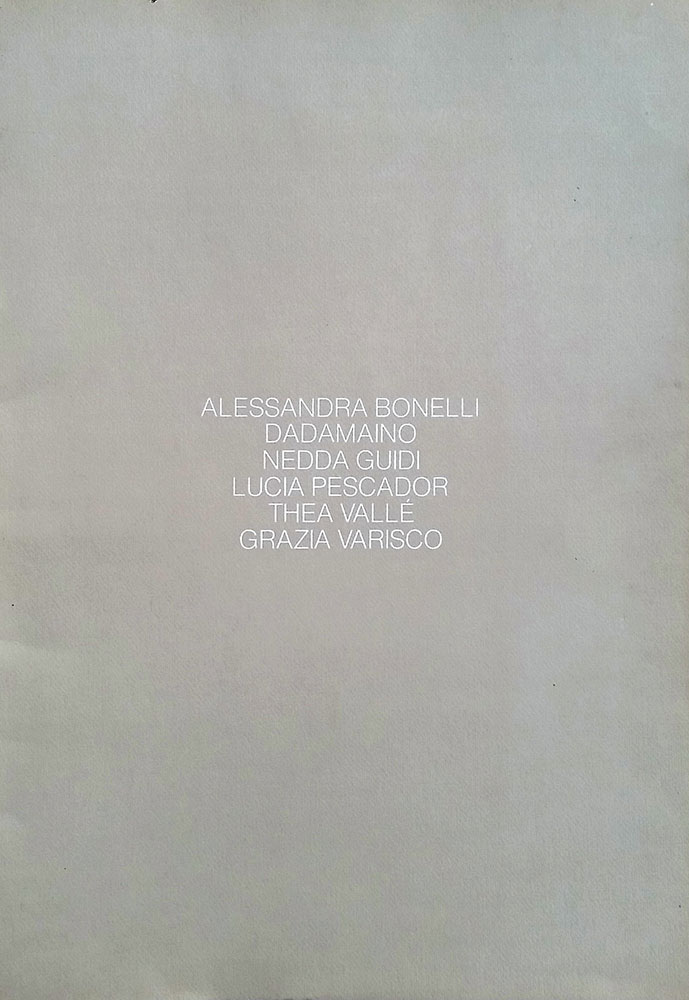 ALESSANDRA BONELLI
DADAMAINO
NEDDA GUIDI
LUCIA PESCADOR
THEA VALLÉ
GRAZIA VARISCO